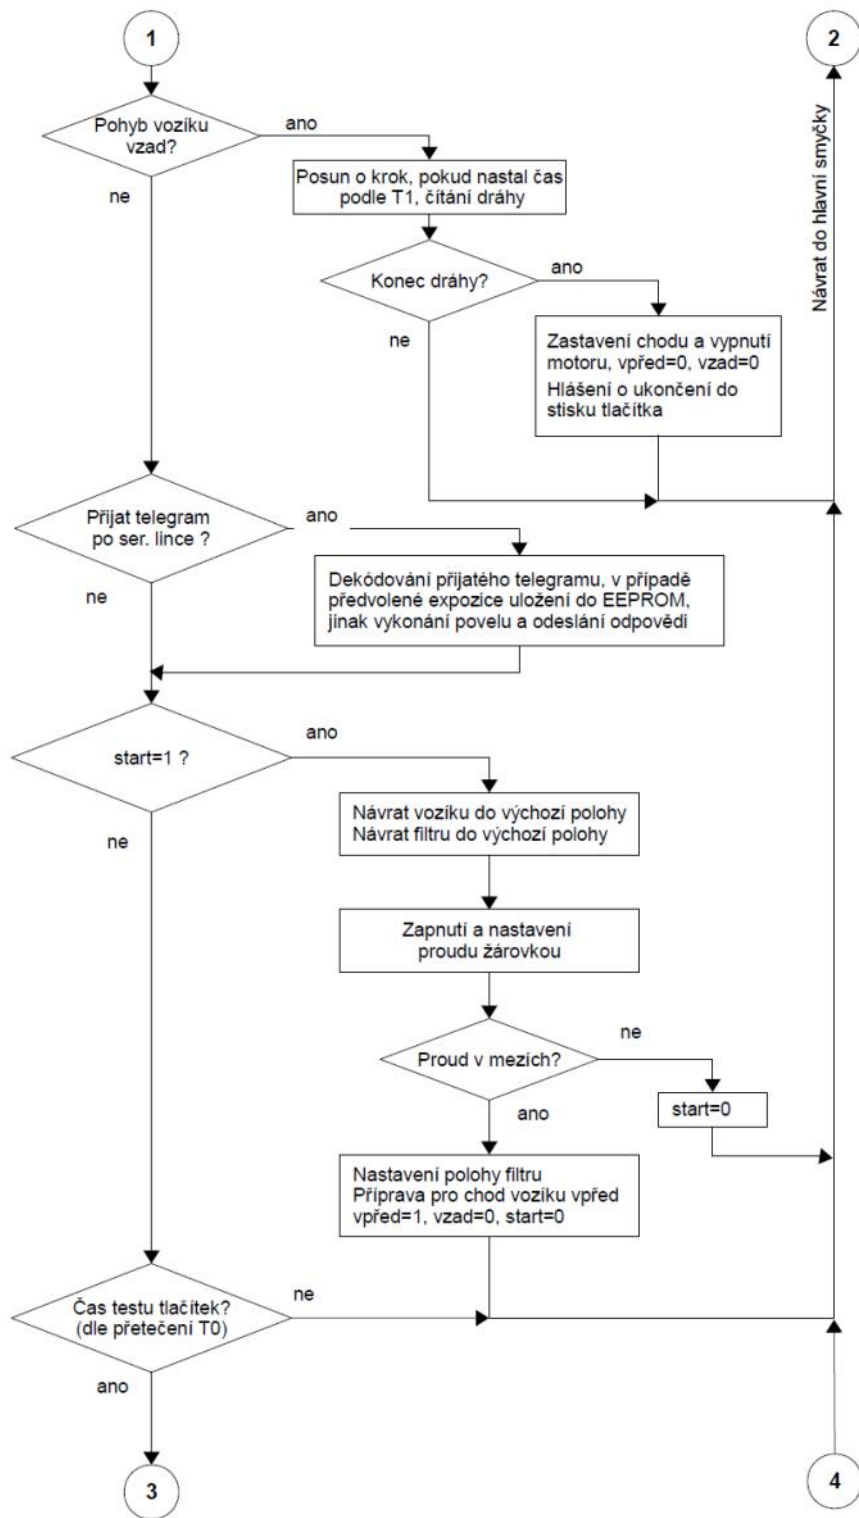 1
2
Pohyb vozíku
vzad?
ano
ne
Posun o krok, pokud nastal čas
podle T1, čítání dráhy
Návrat do hlavní smyčky
Konec dráhy?
ano
ne
Zastavení chodu a vypnutí
motoru, vpřed=0, vzad=0
Hlášení o ukončení do
stisku tlačítka
Přijat telegram
po ser. lince ?
ano
ne
Dekódování přijatého telegramu, v případě
předvolené expozice uložení do EEPROM,
jinak vykonání povelu a odeslání odpovědi
start=1 ?
ano
ne
Návrat vozíku do výchozí polohy
Návrat filtru do výchozí polohy
Zapnutí a nastavení
proudu žárovkou
Proud v mezích?
ne
ano
start=0
Nastavení polohy filtru
Příprava pro chod vozíku vpřed
vpřed=1, vzad=0, start=0
Čas testu tlačítek?
(dle přetečení T0)
ne
ano
3
4